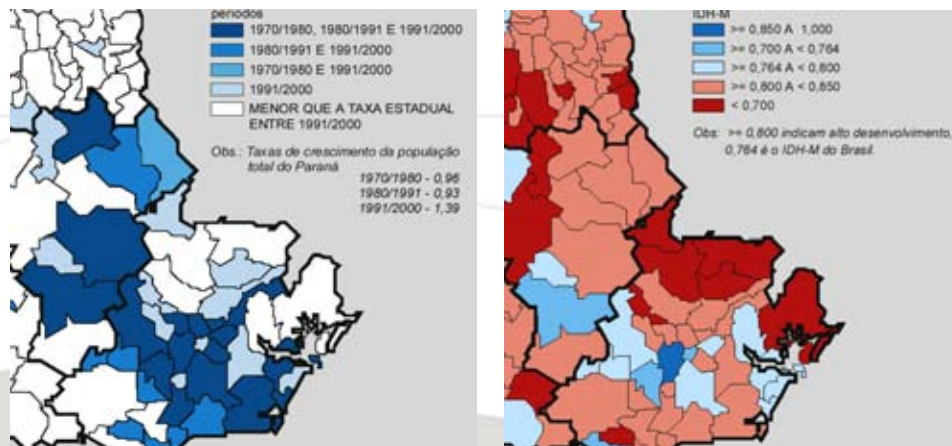 períodos
1970/1980, 1980/1991 E 1991/2000
1980/1991 E 1991/2000
1970/1980 E 1991/2000
1991/2000
MENOR QUE A TAXA ESTADUAL
ENTRE 1991/2000
Obs.: Taxas de crescimento da população
total do Paraná
1970/1980 - 0,96
1980/1991 - 0,93
1991/2000 - 1,39
IDH-M
>= 0,850 A 1,000
>= 0,700 A < 0,764
>= 0,764 A < 0,800
>= 0,800 A < 0,850
< 0,700
Obs: >= 0,800 indicam alto desenvolvimento,
0,764 é o IDH-M do Brasil.